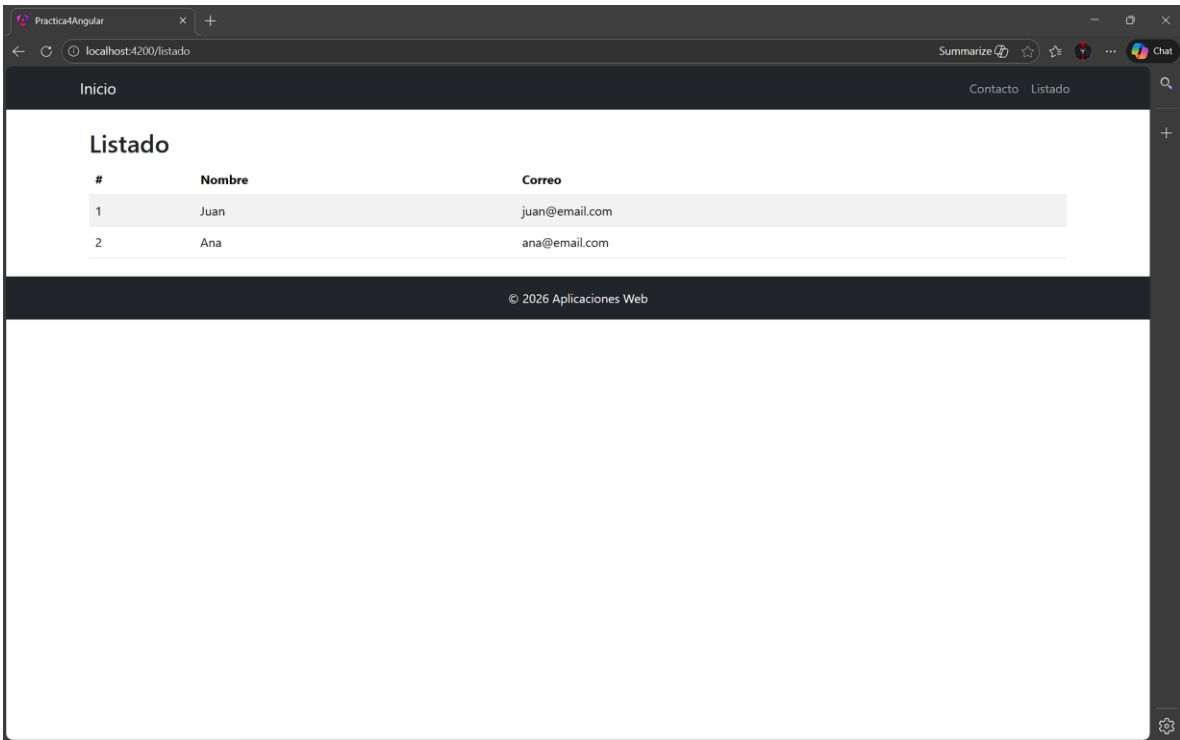 Practica4Angular
localhost:4200/listado Summarize Chat
Inicio Contacto Listado
Listado
# Nombre Correo
1 Juan juan@email.com
2 Ana ana@email.com
© 2026 Aplicaciones Web